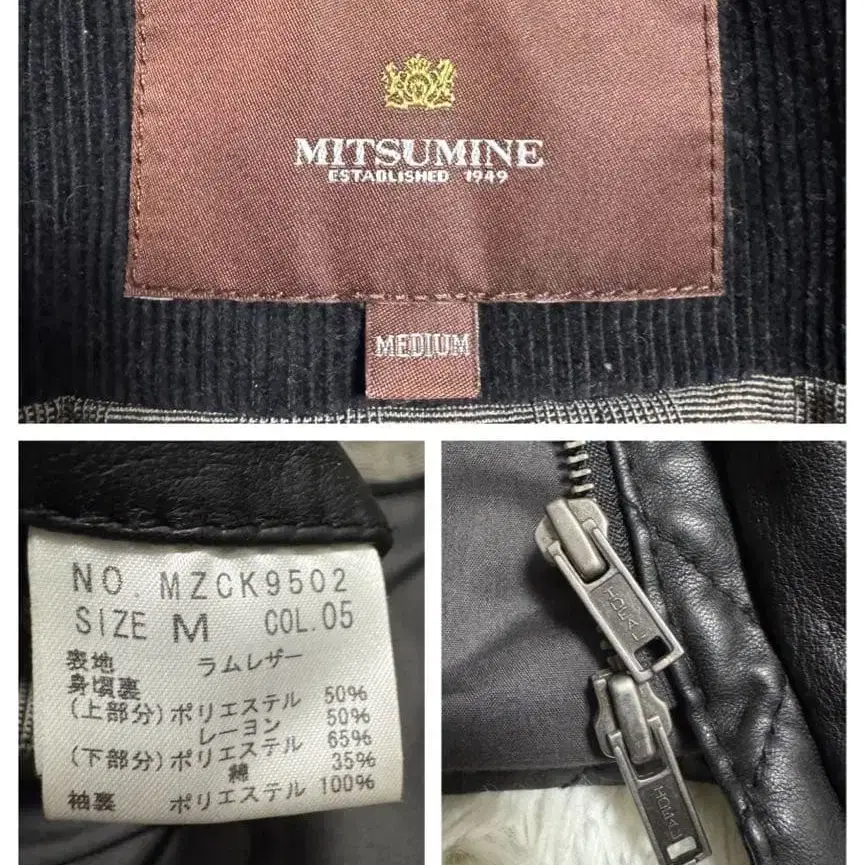 MITSUMINE
ESTABLISHED 1949
MEDIUM
NO. MZCK9502
SIZE M COL.05
表地 ラムレザー
身頃裏
(上部分) ポリエステル 50%
レーヨン 50%
(下部分) ポリエステル 65%
綿 35%
袖裏 ポリエステル 100%